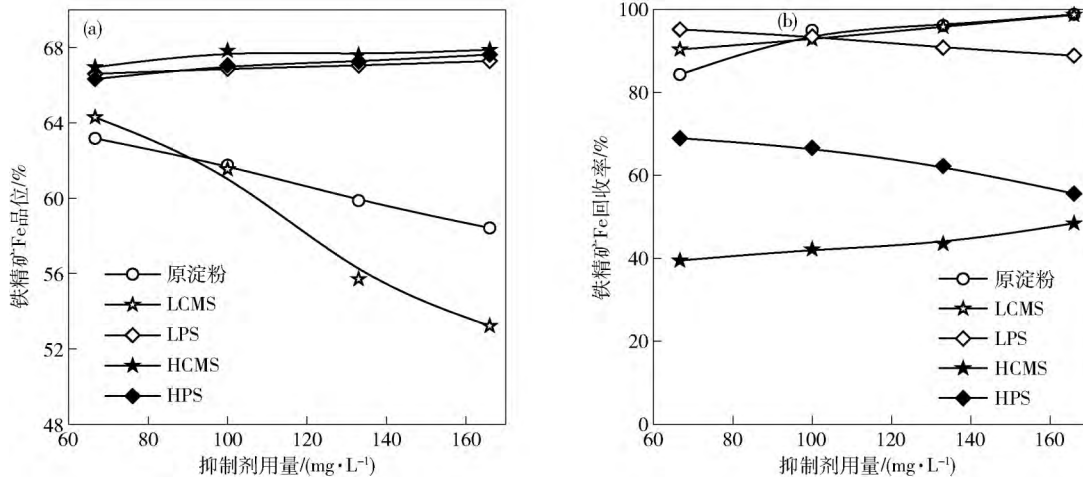 (a)
铁精矿Fe品位/%
68
64
60
56
52
48
原淀粉
LCMS
LPS
HCMS
HPS
60 80 100 120 140 160
抑制剂用量/(mg·L⁻¹)
(b)
铁精矿Fe回收率/%
100
80
60
40
20
0
原淀粉
LCMS
LPS
HCMS
HPS
60 80 100 120 140 160
抑制剂用量/(mg·L⁻¹)